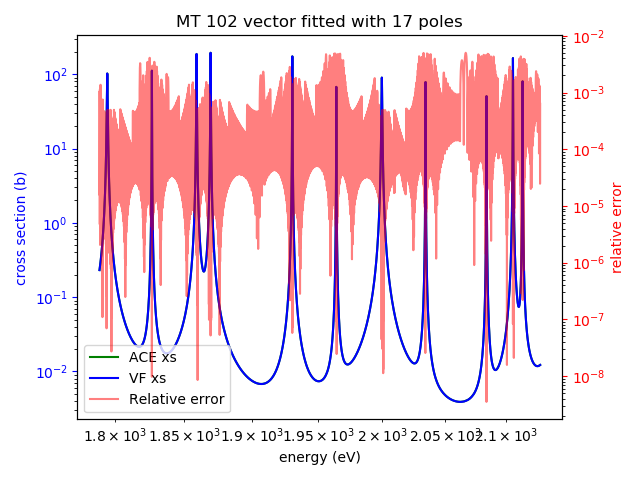 MT 102 vector fitted with 17 poles
cross section (b)
10²
10¹
10⁰
10⁻¹
10⁻²
10⁻²
10⁻³
10⁻⁴
10⁻⁵
10⁻⁶
10⁻⁷
10⁻⁸
relative error
ACE xs
VF xs
Relative error
1.8 × 10³ 1.85 × 10³ 1.9 × 10³ 1.95 × 10³ 2 × 10³ 2.05 × 10³ 2.1 × 10³
energy (eV)